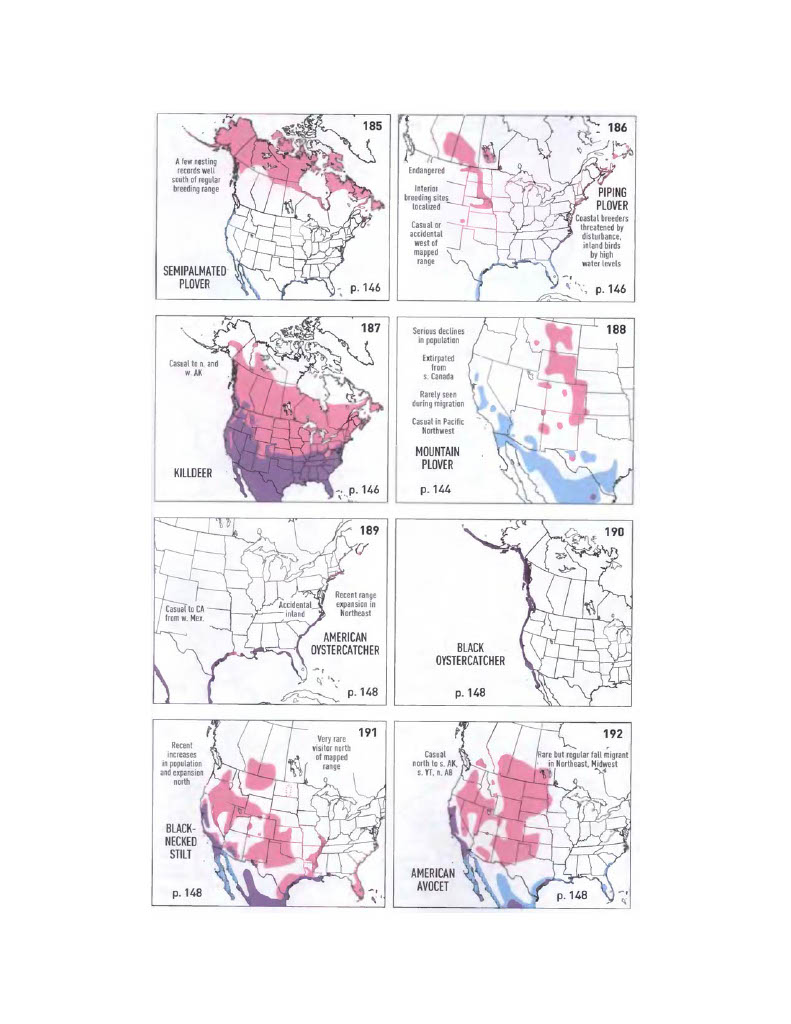 185
A few nesting
records well
south of regular
breeding range
SEMIPALMATED
PLOVER
p. 146
186
Endangered
Interior
breeding sites
localized
Casual or
accidental
west of
mapped
range
PIPING
PLOVER
Coastal breeders
threatened by
disturbance,
inland birds
by high
water levels
p. 146
187
Casual to n. and
w. AK
KILLDEER
p. 146
188
Serious declines
in population
Extirpated
from
s. Canada
Rarely seen
during migration
Casual in Pacific
Northwest
MOUNTAIN
PLOVER
p. 144
189
Casual to CA
from w. Mex.
Accidental
inland
Recent range
expansion in
Northeast
AMERICAN
OYSTERCATCHER
p. 148
190
BLACK
OYSTERCATCHER
p. 148
191
Recent
increases
in population
and expansion
north
Very rare
visitor north
of mapped
range
BLACK-
NECKED
STILT
p. 148
192
Casual
north to s. AK,
s. YT, n. AB
Rare but regular fall migrant
in Northeast, Midwest
AMERICAN
AVOCET
p. 148